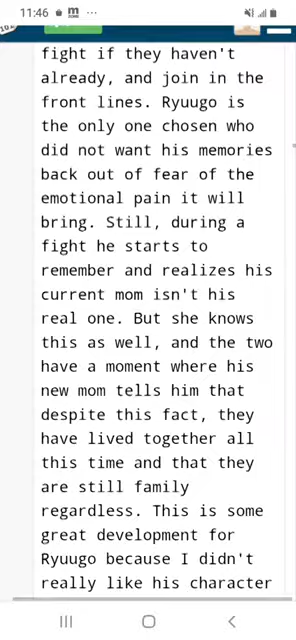 11:46
fight if they haven't
already, and join in the
front lines. Ryuugo is
the only one chosen who
did not want his memories
back out of fear of the
emotional pain it will
bring. Still, during a
fight he starts to
remember and realizes his
current mom isn't his
real one. But she knows
this as well, and the two
have a moment where his
new mom tells him that
despite this fact, they
have lived together all
this time and that they
are still family
regardless. This is some
great development for
Ryuugo because I didn't
really like his character